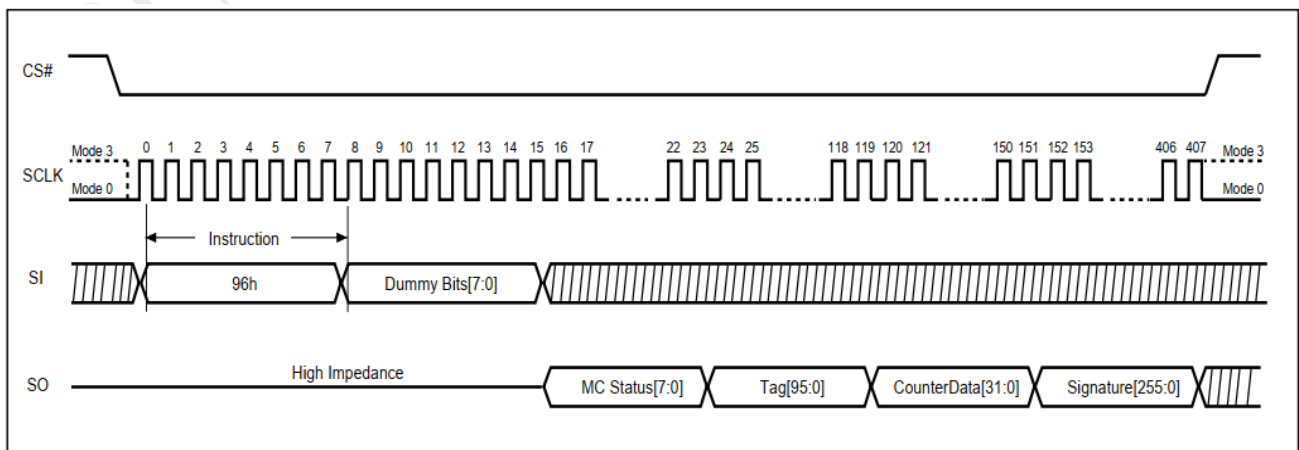 CS#
0 1 2 3 4 5 6 7 8 9 10 11 12 13 14 15 16 17 22 23 24 25 118 119 120 121 150 151 152 153 406 407
Mode 3 Mode 3
SCLK
Mode 0 Mode 0
Instruction
SI 96h Dummy Bits[7:0]
High Impedance
SO MC Status[7:0] Tag[95:0] CounterData[31:0] Signature[255:0]